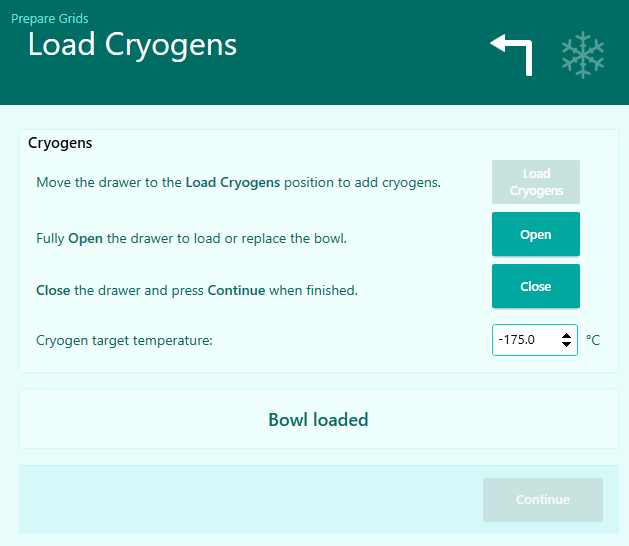 Prepare Grids
Load Cryogens
Cryogens
Move the drawer to the Load Cryogens position to add cryogens.
Load
Cryogens
Fully Open the drawer to load or replace the bowl.
Open
Close the drawer and press Continue when finished.
Close
Cryogen target temperature:
-175.0 °C
Bowl loaded
Continue